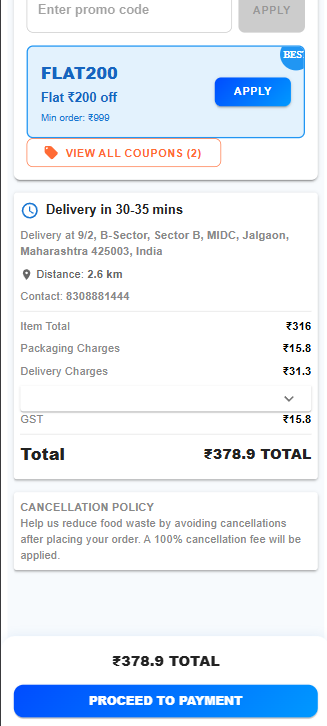 Enter promo code
APPLY
BES
FLAT200
Flat ₹200 off
Min order: ₹999
APPLY
VIEW ALL COUPONS (2)
Delivery in 30-35 mins
Delivery at 9/2, B-Sector, Sector B, MIDC, Jalgaon,
Maharashtra 425003, India
Distance: 2.6 km
Contact: 8308881444
Item Total ₹316
Packaging Charges ₹15.8
Delivery Charges ₹31.3
GST ₹15.8
Total ₹378.9 TOTAL
CANCELLATION POLICY
Help us reduce food waste by avoiding cancellations
after placing your order. A 100% cancellation fee will be
applied.
₹378.9 TOTAL
PROCEED TO PAYMENT